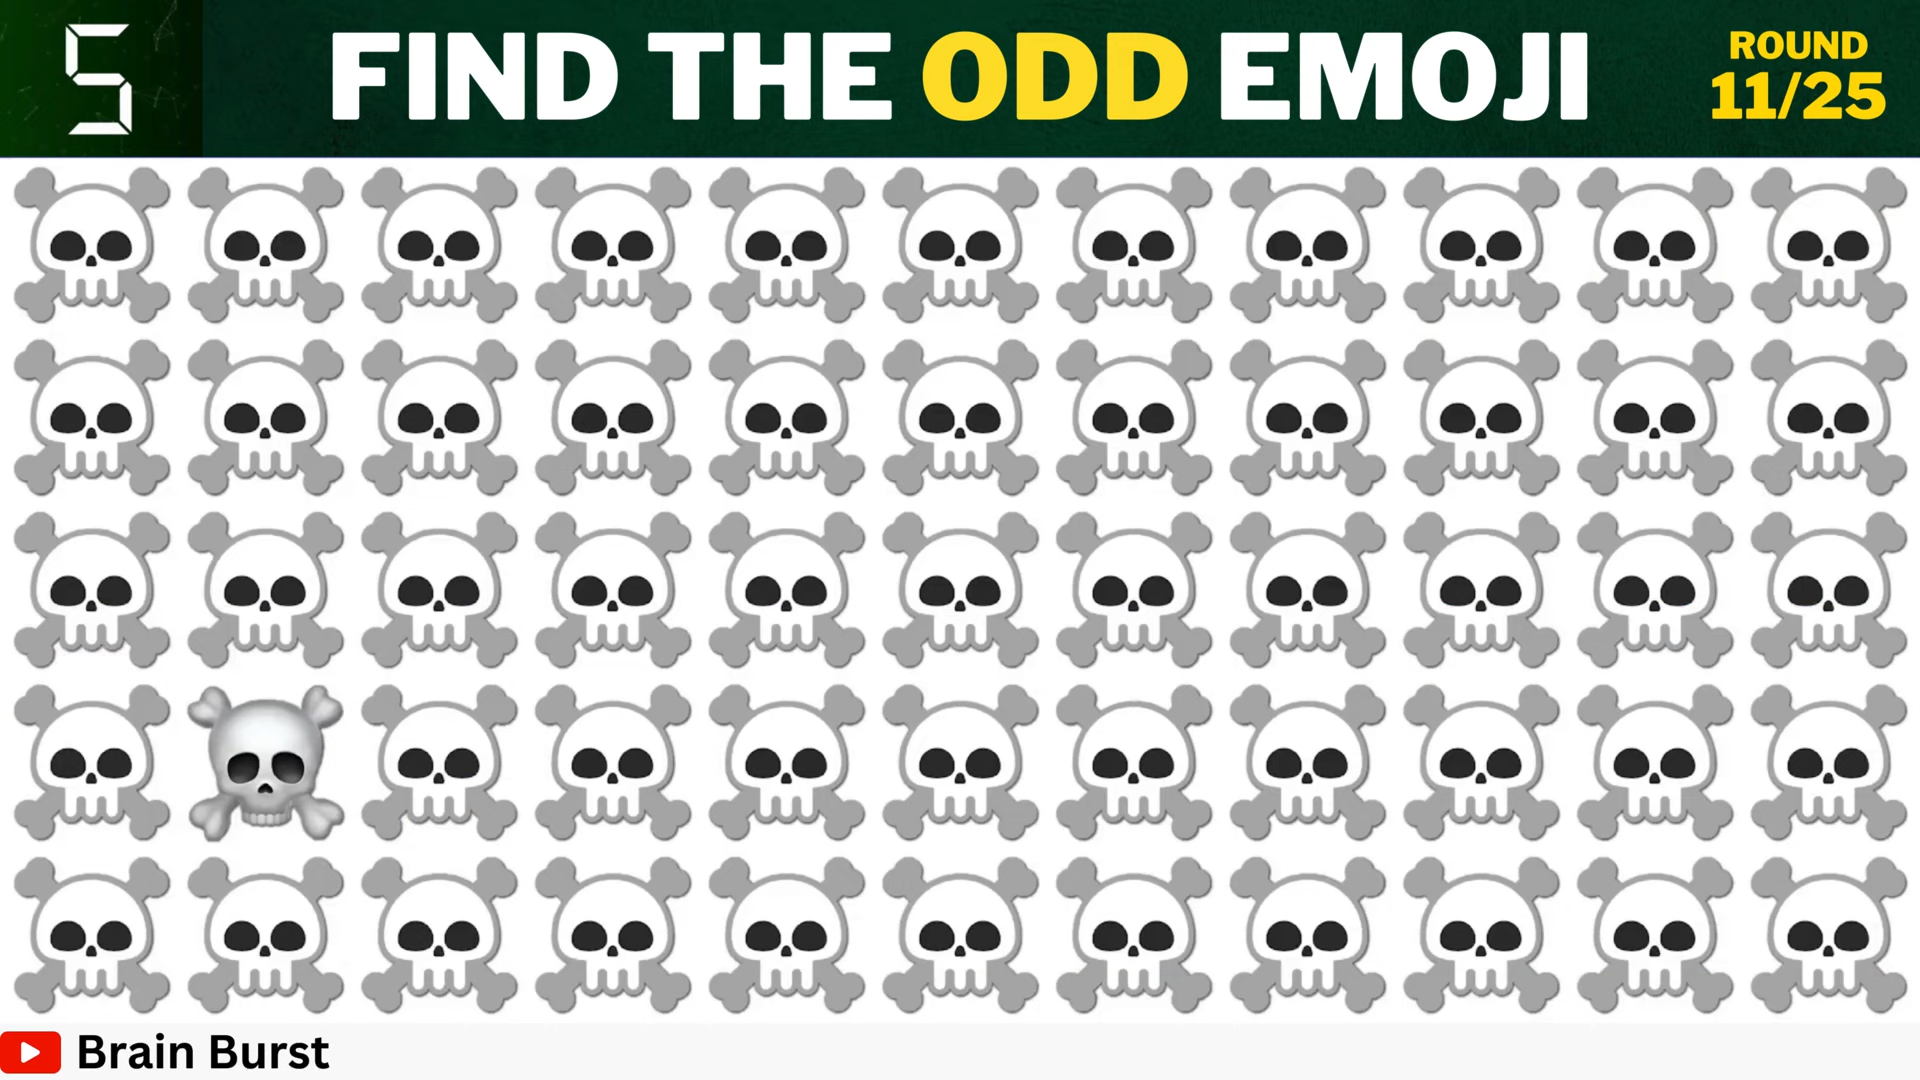 5
FIND THE ODD EMOJI
ROUND
11/25
Brain Burst